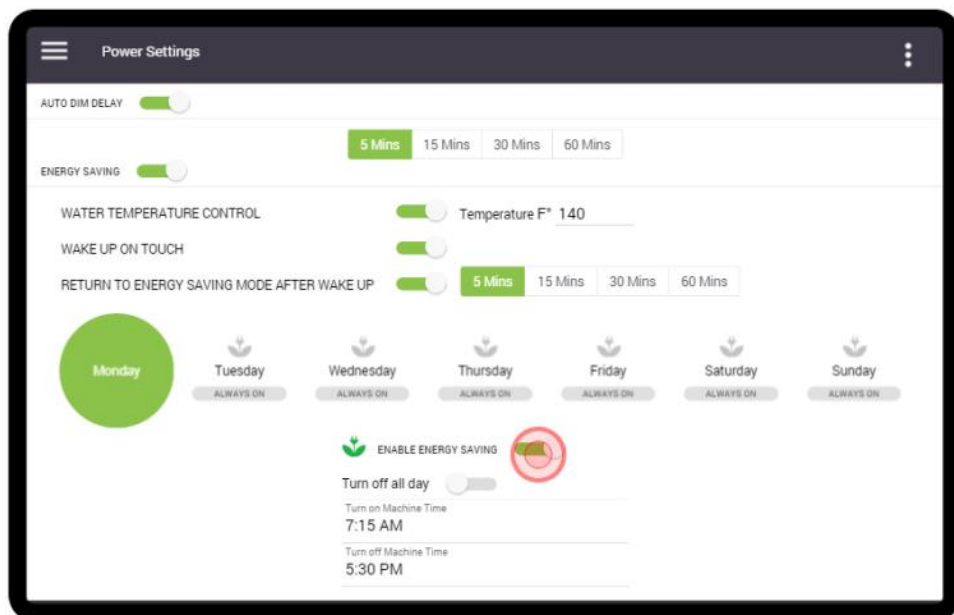 Power Settings
AUTO DIM DELAY
5 Mins 15 Mins 30 Mins 60 Mins
ENERGY SAVING
WATER TEMPERATURE CONTROL Temperature F° 140
WAKE UP ON TOUCH
RETURN TO ENERGY SAVING MODE AFTER WAKE UP 5 Mins 15 Mins 30 Mins 60 Mins
Monday Tuesday Wednesday Thursday Friday Saturday Sunday
ALWAYS ON ALWAYS ON ALWAYS ON ALWAYS ON ALWAYS ON ALWAYS ON
ENABLE ENERGY SAVING
Turn off all day
Turn on Machine Time
7:15 AM
Turn off Machine Time
5:30 PM